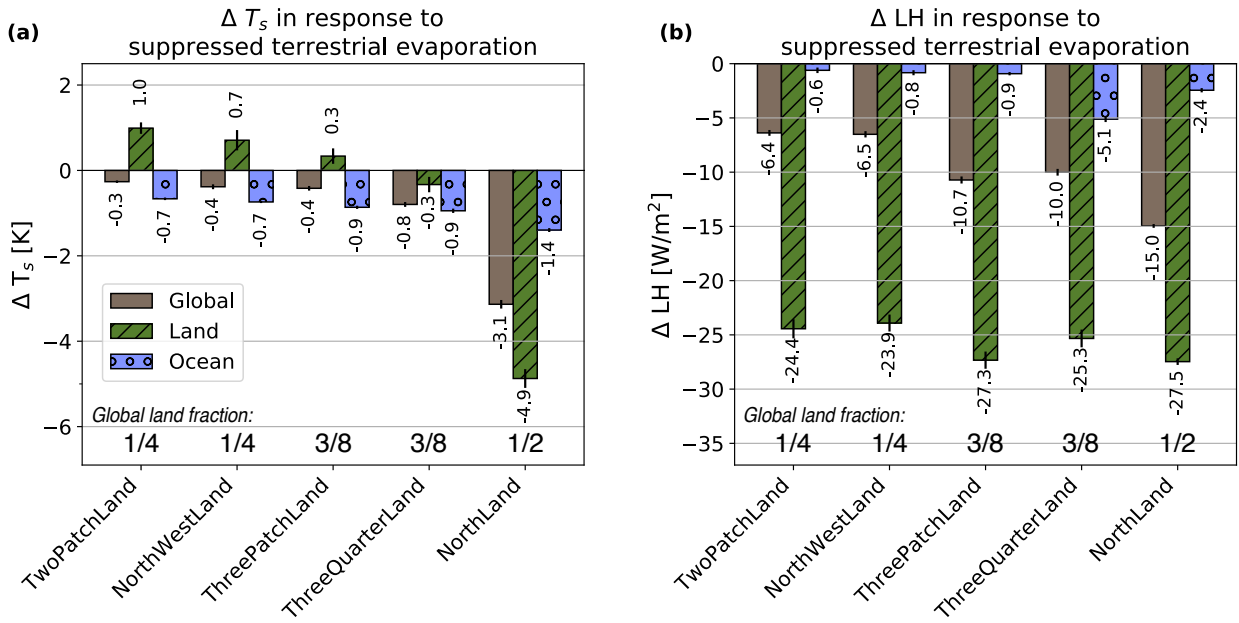 (a)
Δ Ts in response to
suppressed terrestrial evaporation
Δ Ts [K]
2
0
−2
−4
−6
1.0
0.7
0.3
-0.3
-0.7
-0.4
-0.7
-0.4
-0.9
-0.8
-0.3
-0.9
-3.1
-4.9
-1.4
Global
Land
Ocean
Global land fraction:
1/4 1/4 3/8 3/8 1/2
TwoPatchLand
NorthWestLand
ThreePatchLand
ThreeQuarterLand
NorthLand
(b)
Δ LH in response to
suppressed terrestrial evaporation
Δ LH [W/m²]
0
−5
−10
−15
−20
−25
−30
−35
-6.4
-24.4
-0.6
-6.5
-23.9
-0.8
-10.7
-27.3
-0.9
-10.0
-25.3
-5.1
-15.0
-27.5
-2.4
Global land fraction:
1/4 1/4 3/8 3/8 1/2
TwoPatchLand
NorthWestLand
ThreePatchLand
ThreeQuarterLand
NorthLand